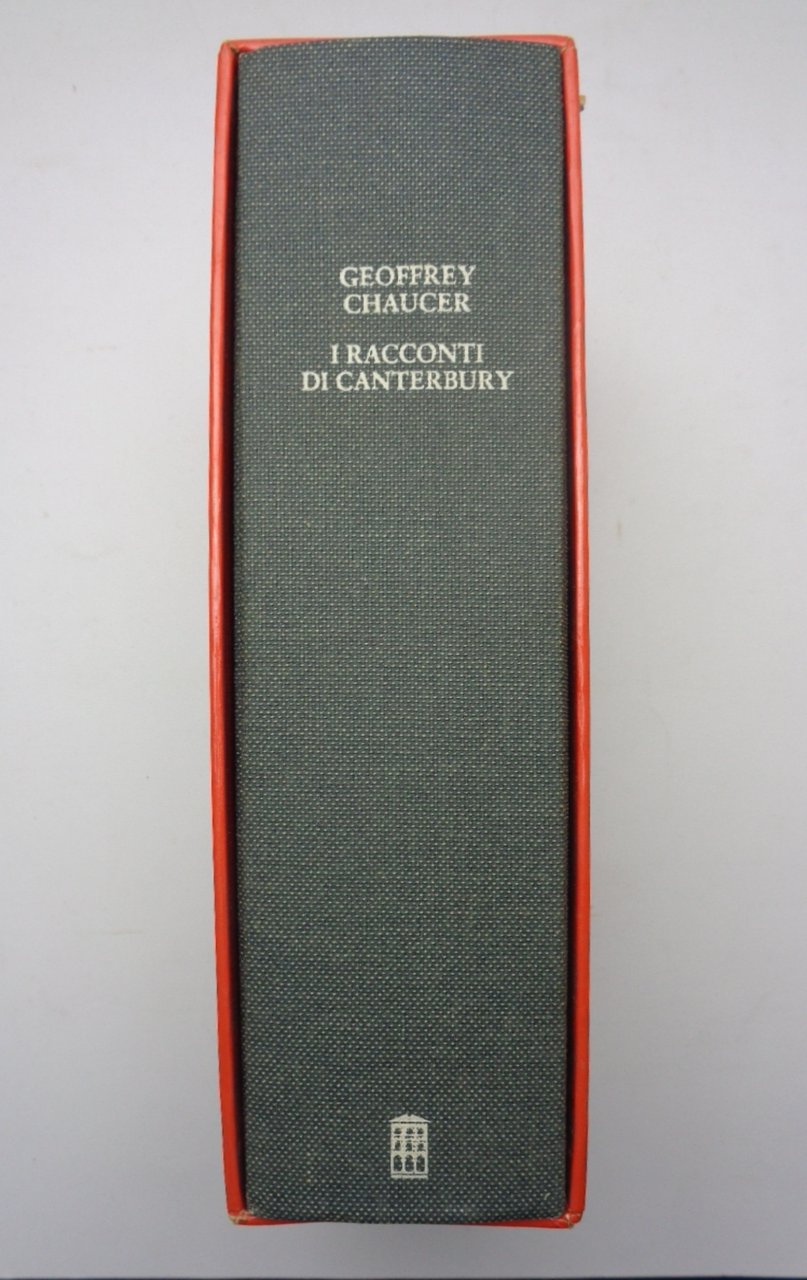 GEOFFREY
CHAUCER
I RACCONTI
DI CANTERBURY